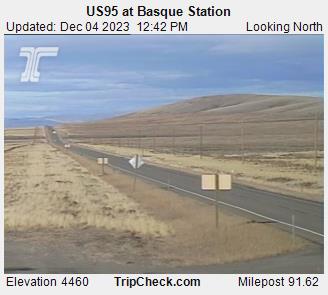 US95 at Basque Station
Updated: Dec 04 2023 12:42 PM Looking North
Elevation 4460 TripCheck.com Milepost 91.62